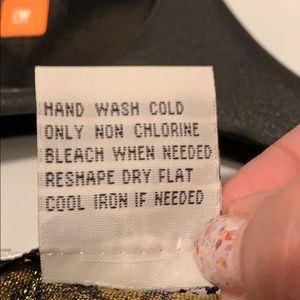 HAND WASH COLD
ONLY NON CHLORINE
BLEACH WHEN NEEDED
RESHAPE DRY FLAT
COOL IRON IF NEEDED